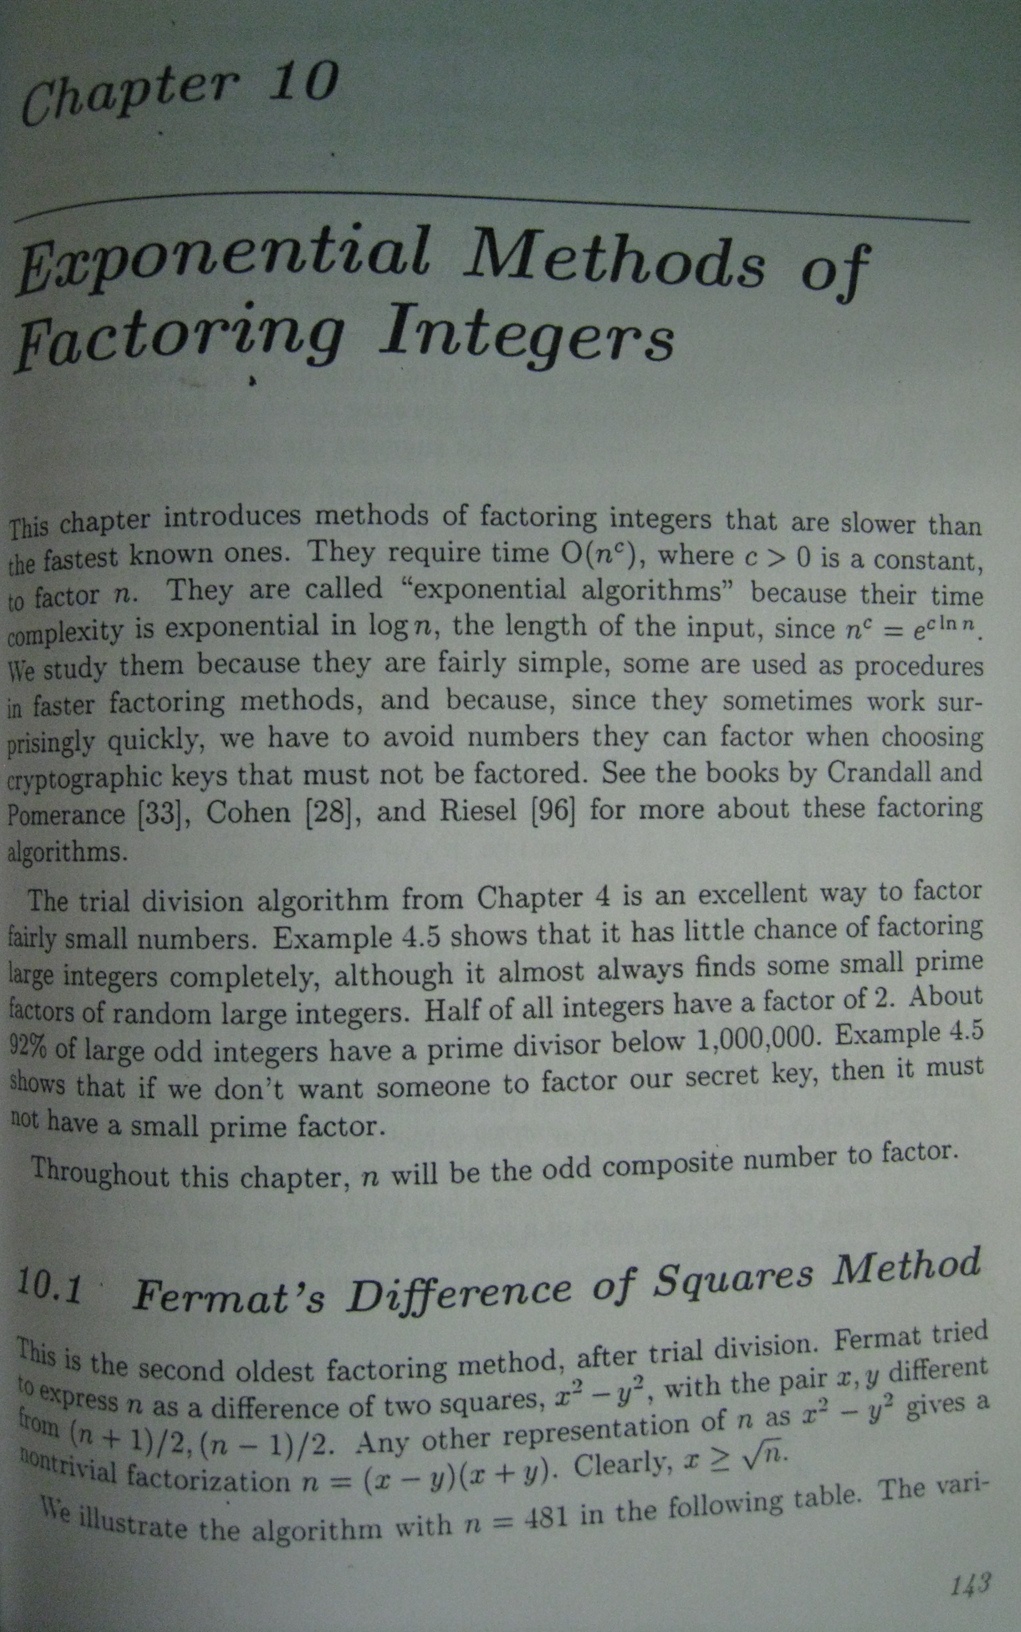 Chapter 10
Exponential Methods of
Factoring Integers
This chapter introduces methods of factoring integers that are slower than
the fastest known ones. They require time O(nᶜ), where c > 0 is a constant,
to factor n. They are called “exponential algorithms” because their time
complexity is exponential in log n, the length of the input, since nᶜ = e^{c ln n}.
We study them because they are fairly simple, some are used as procedures
in faster factoring methods, and because, since they sometimes work sur-
prisingly quickly, we have to avoid numbers they can factor when choosing
cryptographic keys that must not be factored. See the books by Crandall and
Pomerance [33], Cohen [28], and Riesel [96] for more about these factoring
algorithms.
The trial division algorithm from Chapter 4 is an excellent way to factor
fairly small numbers. Example 4.5 shows that it has little chance of factoring
large integers completely, although it almost always finds some small prime
factors of random large integers. Half of all integers have a factor of 2. About
92% of large odd integers have a prime divisor below 1,000,000. Example 4.5
shows that if we don't want someone to factor our secret key, then it must
not have a small prime factor.
Throughout this chapter, n will be the odd composite number to factor.
10.1 Fermat's Difference of Squares Method
This is the second oldest factoring method, after trial division. Fermat tried
to express n as a difference of two squares, x² − y², with the pair x, y different
from (n + 1)/2, (n − 1)/2. Any other representation of n as x² − y² gives a
nontrivial factorization n = (x − y)(x + y). Clearly, x ≥ √n.
We illustrate the algorithm with n = 481 in the following table. The vari-
143